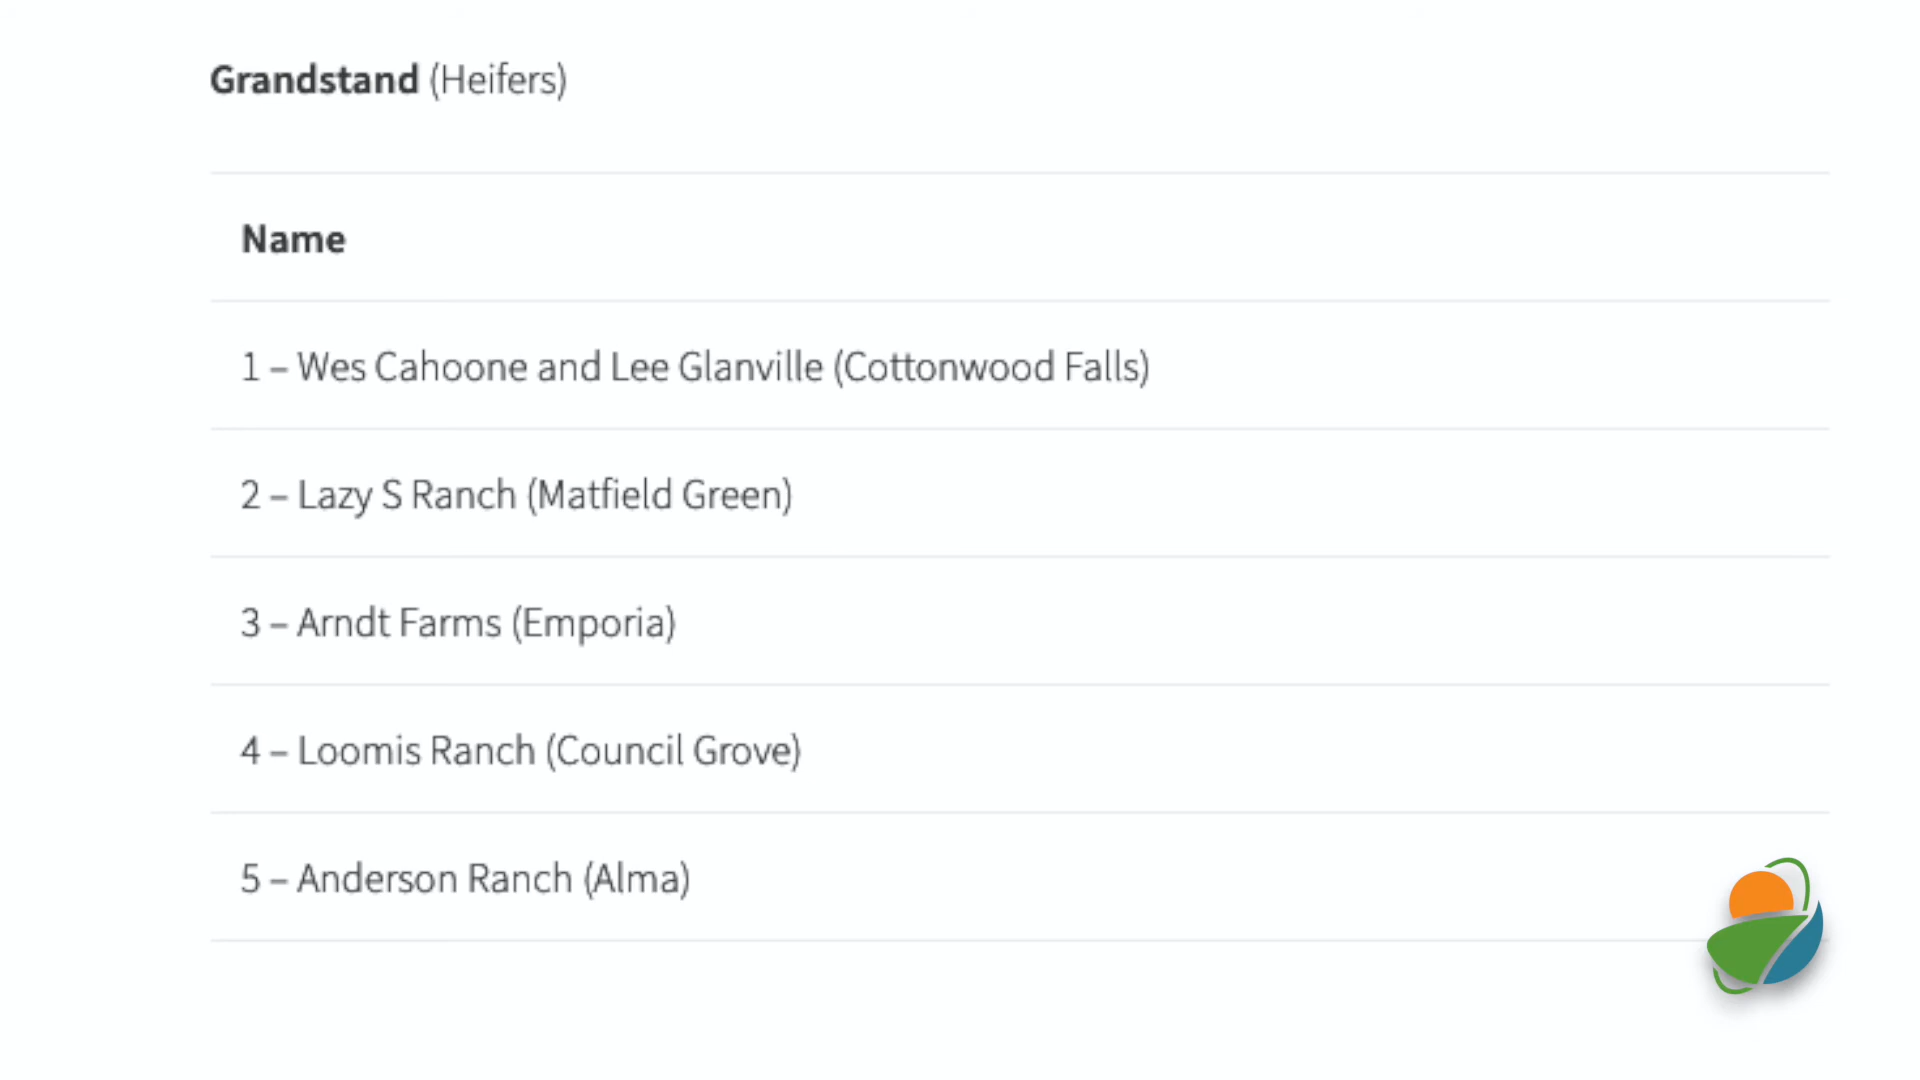 Grandstand (Heifers)
Name
1 – Wes Cahoone and Lee Glanville (Cottonwood Falls)
2 – Lazy S Ranch (Matfield Green)
3 – Arndt Farms (Emporia)
4 – Loomis Ranch (Council Grove)
5 – Anderson Ranch (Alma)